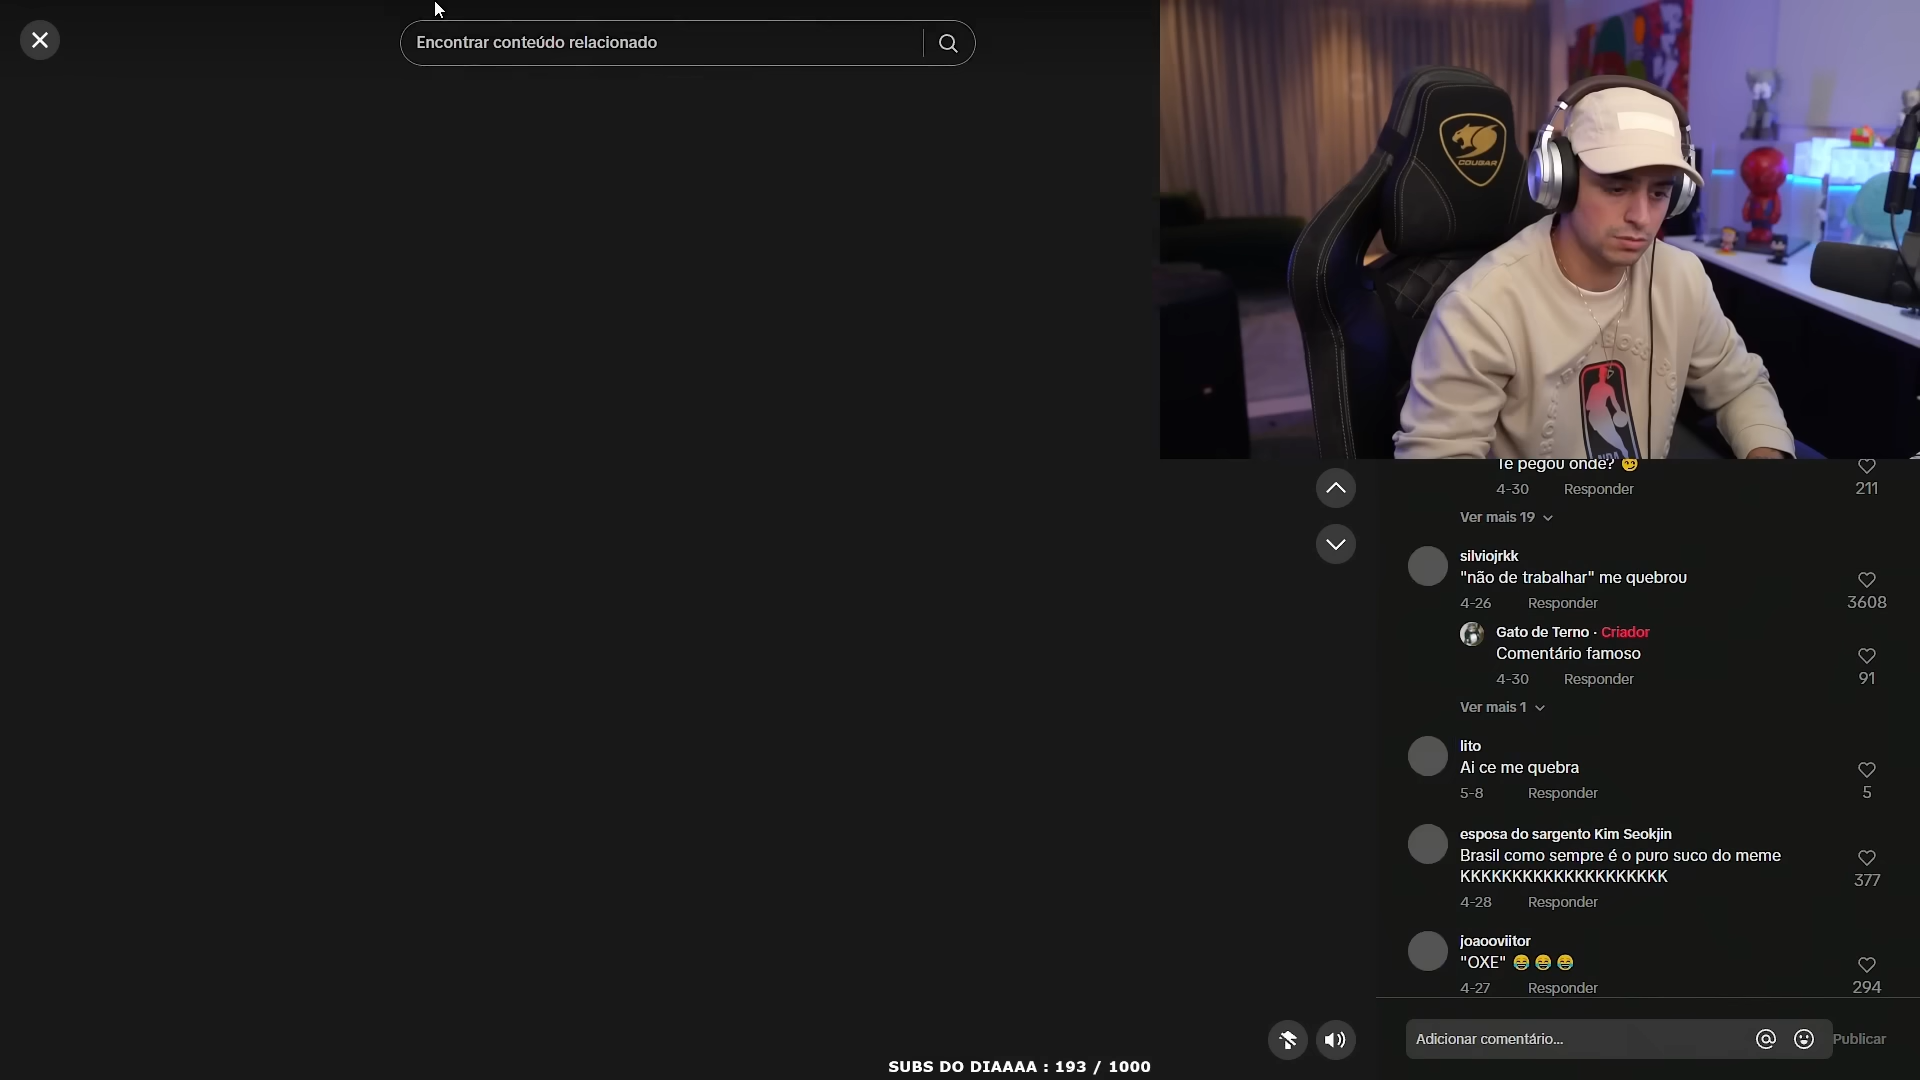 Encontrar conteúdo relacionado
COUGAR
NBA
Te pegou onde? 😏
211
4-30 Responder
Ver mais 19
silviojrkk
"não de trabalhar" me quebrou
3608
4-26 Responder
Gato de Terno · Criador
Comentário famoso
91
4-30 Responder
Ver mais 1
lito
Ai ce me quebra
5
5-8 Responder
esposa do sargento Kim Seokjin
Brasil como sempre é o puro suco do meme
KKKKKKKKKKKKKKKKKKKK
377
4-28 Responder
joaooviitor
"OXE" 😂😂😂
294
4-27 Responder
Adicionar comentário...
Publicar
SUBS DO DIAAAA : 193 / 1000